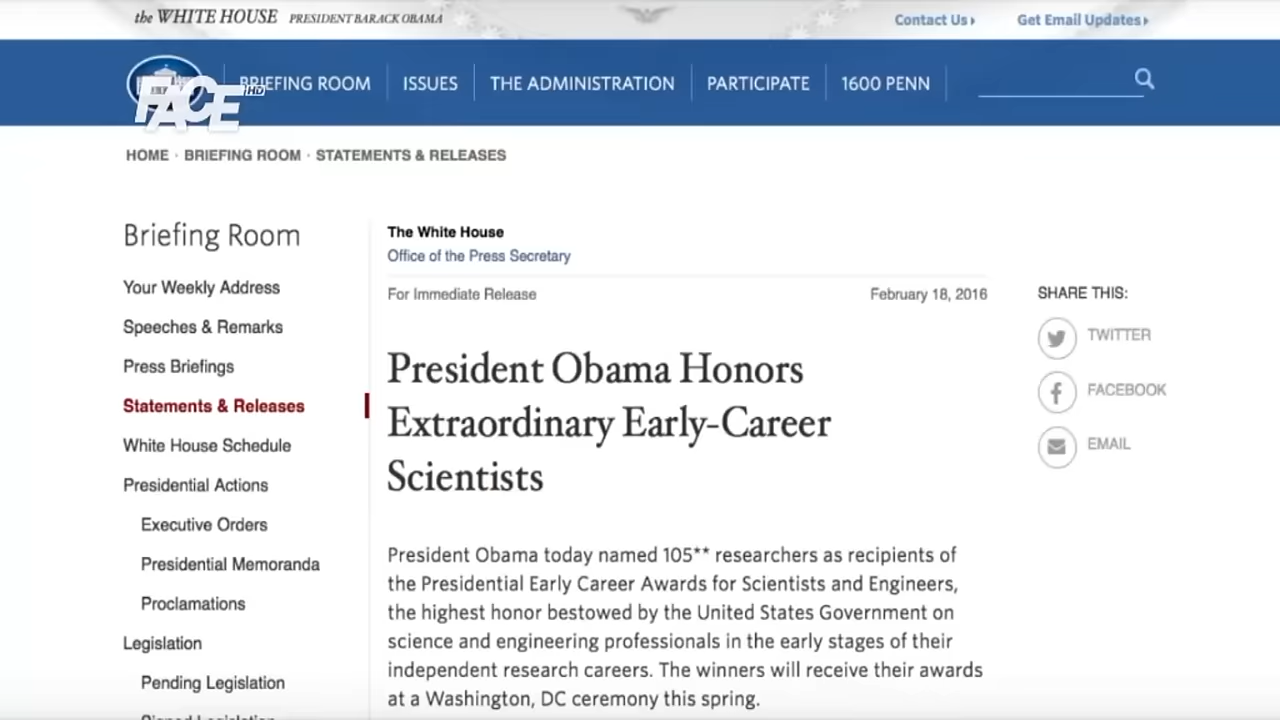 the WHITE HOUSE PRESIDENT BARACK OBAMA
Contact Us
Get Email Updates
FACE HD
BRIEFING ROOM
ISSUES
THE ADMINISTRATION
PARTICIPATE
1600 PENN
HOME · BRIEFING ROOM · STATEMENTS & RELEASES
Briefing Room
Your Weekly Address
Speeches & Remarks
Press Briefings
Statements & Releases
White House Schedule
Presidential Actions
Executive Orders
Presidential Memoranda
Proclamations
Legislation
Pending Legislation
The White House
Office of the Press Secretary
For Immediate Release
February 18, 2016
President Obama Honors
Extraordinary Early-Career
Scientists
President Obama today named 105** researchers as recipients of
the Presidential Early Career Awards for Scientists and Engineers,
the highest honor bestowed by the United States Government on
science and engineering professionals in the early stages of their
independent research careers. The winners will receive their awards
at a Washington, DC ceremony this spring.
SHARE THIS:
TWITTER
FACEBOOK
EMAIL